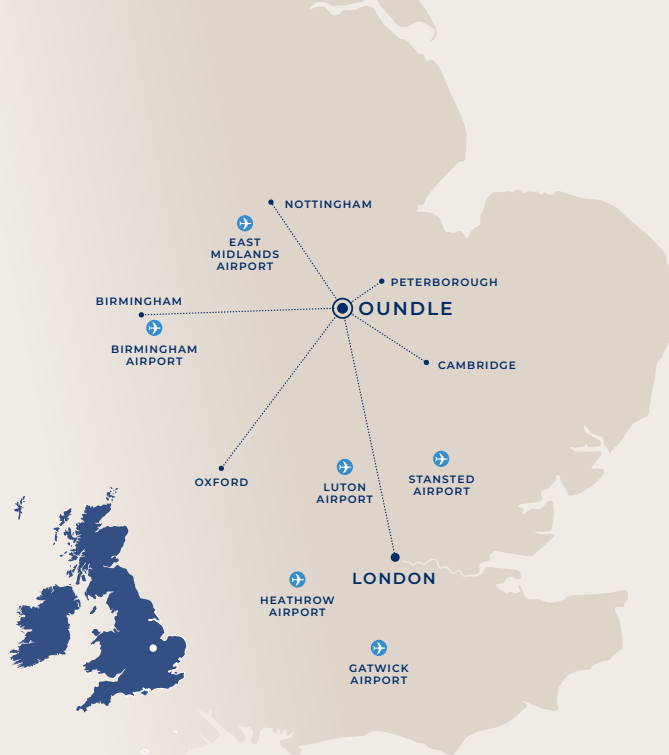 NOTTINGHAM
EAST
MIDLANDS
AIRPORT
PETERBOROUGH
BIRMINGHAM
OUNDLE
BIRMINGHAM
AIRPORT
CAMBRIDGE
OXFORD
LUTON
AIRPORT
STANSTED
AIRPORT
LONDON
HEATHROW
AIRPORT
GATWICK
AIRPORT